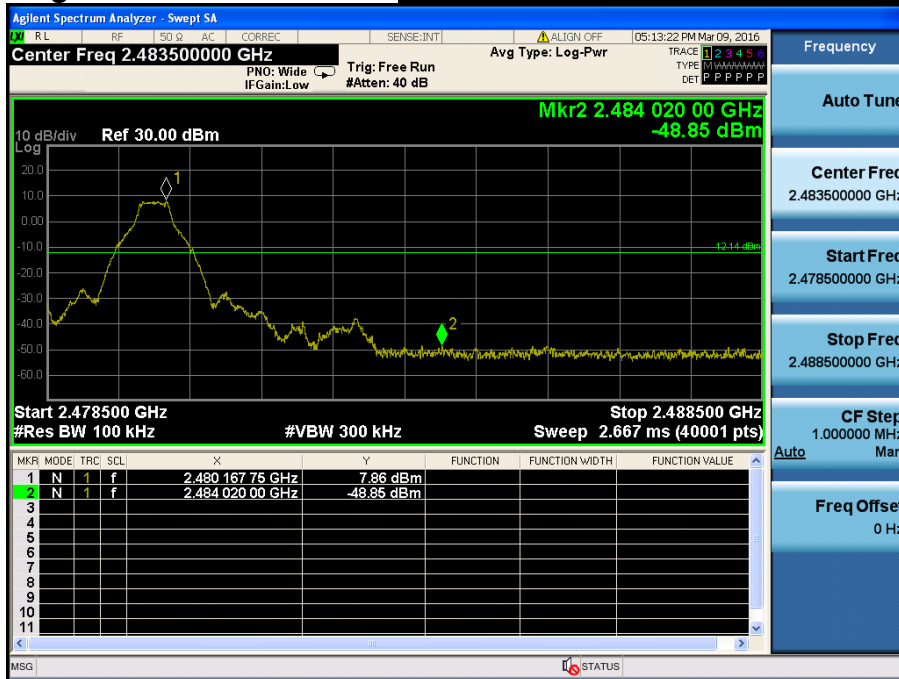 Agilent Spectrum Analyzer - Swept SA
LXI RL RF 50 Ω AC CORREC SENSE:INT ALIGN OFF 05:13:22 PM Mar 09, 2016
Center Freq 2.483500000 GHz
PNO: Wide
IFGain:Low
Trig: Free Run
#Atten: 40 dB
Avg Type: Log-Pwr
TRACE 1 2 3 4 5 6
TYPE M WWWWW
DET P P P P P P
Mkr2 2.484 020 00 GHz
-48.85 dBm
10 dB/div Ref 30.00 dBm
Log
20.0
10.0
0.00
-10.0
-20.0
-30.0
-40.0
-50.0
-60.0
1
-12.14 dBm
2
Start 2.478500 GHz Stop 2.488500 GHz
#Res BW 100 kHz #VBW 300 kHz Sweep 2.667 ms (40001 pts)
MKR MODE TRC SCL X Y FUNCTION FUNCTION WIDTH FUNCTION VALUE
1 N 1 f 2.480 167 75 GHz 7.86 dBm
2 N 1 f 2.484 020 00 GHz -48.85 dBm
3
4
5
6
7
8
9
10
11
MSG STATUS
Frequency
Auto Tune
Center Freq
2.483500000 GHz
Start Freq
2.478500000 GHz
Stop Freq
2.488500000 GHz
CF Step
1.000000 MHz
Auto Man
Freq Offset
0 Hz